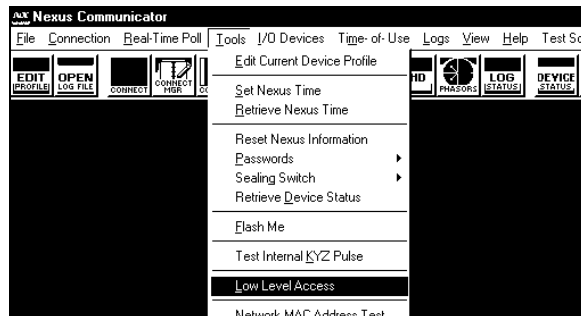 Nexus Communicator
File Connection Real-Time Poll Tools I/O Devices Time- of- Use Logs View Help Test
EDIT PROFILE OPEN LOG FILE CONNECT CONNECT MGR PHASORS LOG STATUS DEVICE STATUS
Edit Current Device Profile
Set Nexus Time
Retrieve Nexus Time
Reset Nexus Information
Passwords
Sealing Switch
Retrieve Device Status
Flash Me
Test Internal KYZ Pulse
Low Level Access
Network MAC Address Test